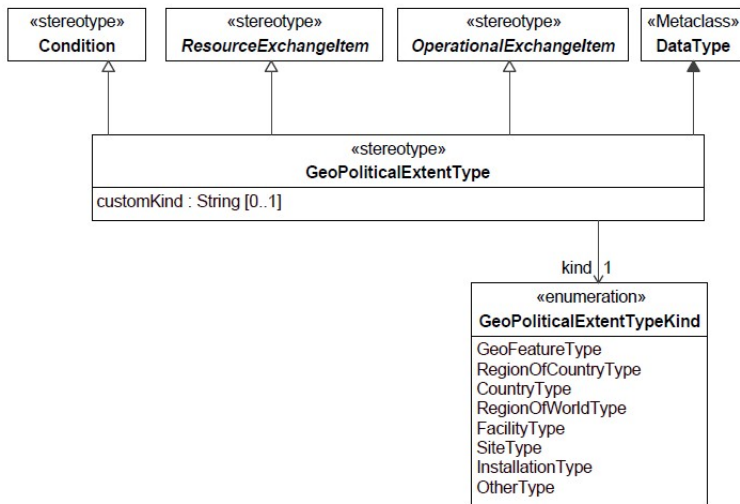 «stereotype»
Condition
«stereotype»
ResourceExchangeItem
«stereotype»
OperationalExchangeItem
«Metaclass»
DataType
«stereotype»
GeoPoliticalExtentType
customKind : String [0..1]
kind 1
«enumeration»
GeoPoliticalExtentTypeKind
GeoFeatureType
RegionOfCountryType
CountryType
RegionOfWorldType
FacilityType
SiteType
InstallationType
OtherType